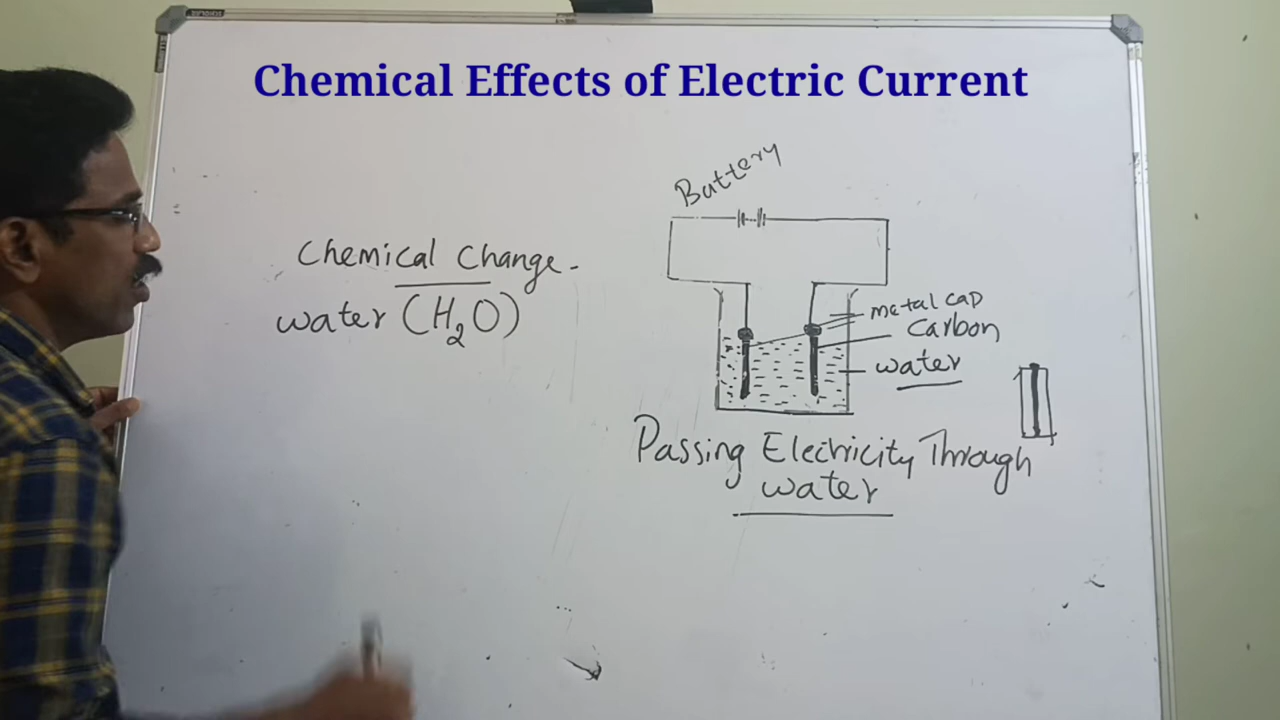 Chemical Effects of Electric Current
Battery
Chemical Change.
water (H₂O)
metal cap
Carbon
water
Passing Electricity Through
water